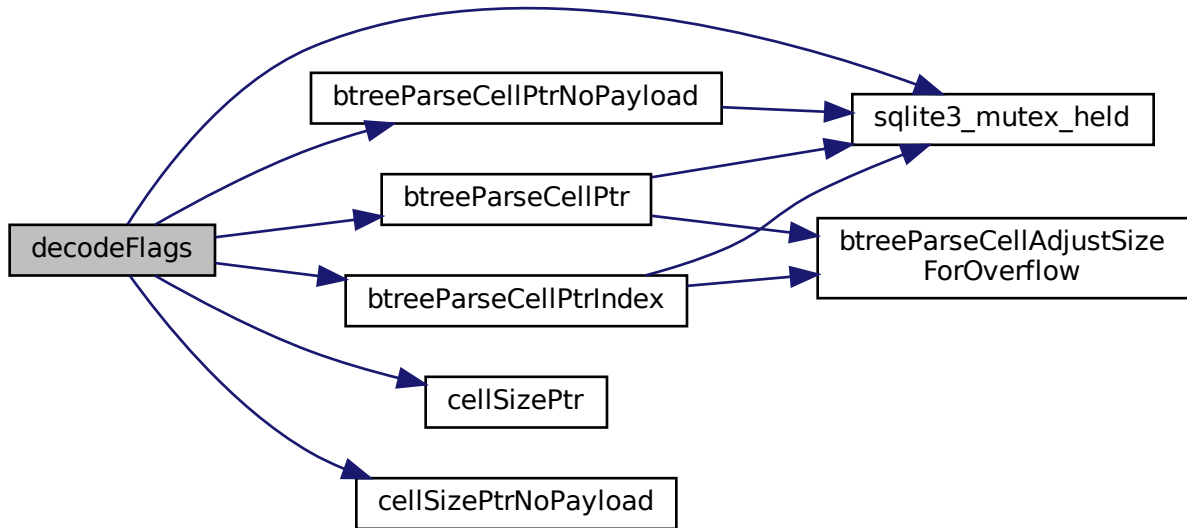 decodeFlags
btreeParseCellPtrNoPayload
btreeParseCellPtr
btreeParseCellPtrIndex
cellSizePtr
cellSizePtrNoPayload
sqlite3_mutex_held
btreeParseCellAdjustSize
ForOverflow